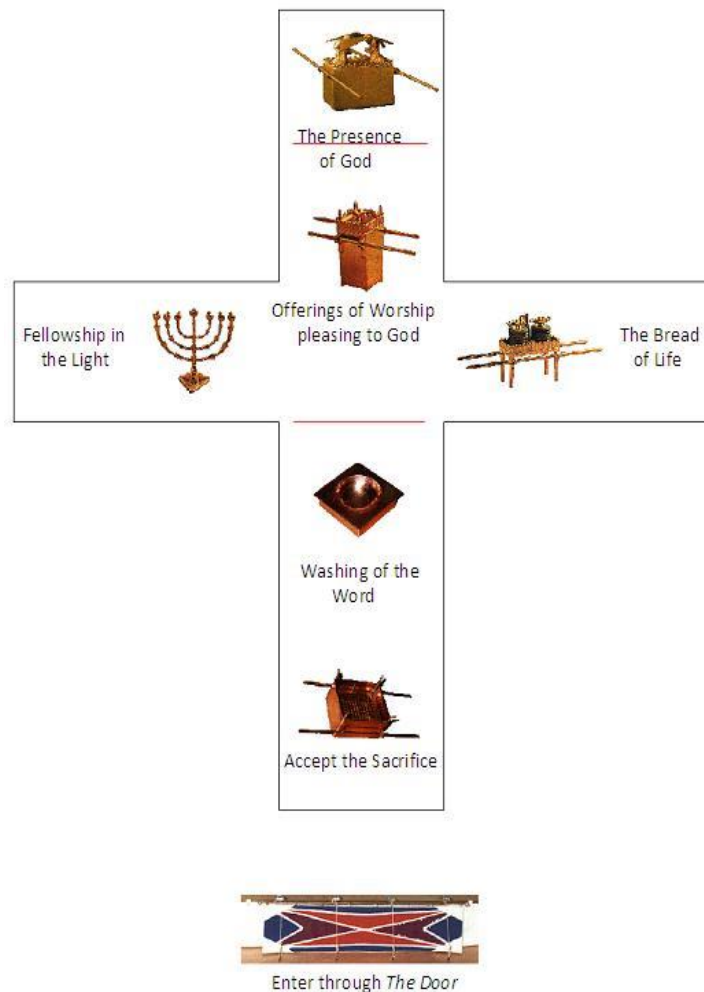 The Presence
of God
Offerings of Worship
pleasing to God
Fellowship in
the Light
The Bread
of Life
Washing of the
Word
Accept the Sacrifice
Enter through The Door